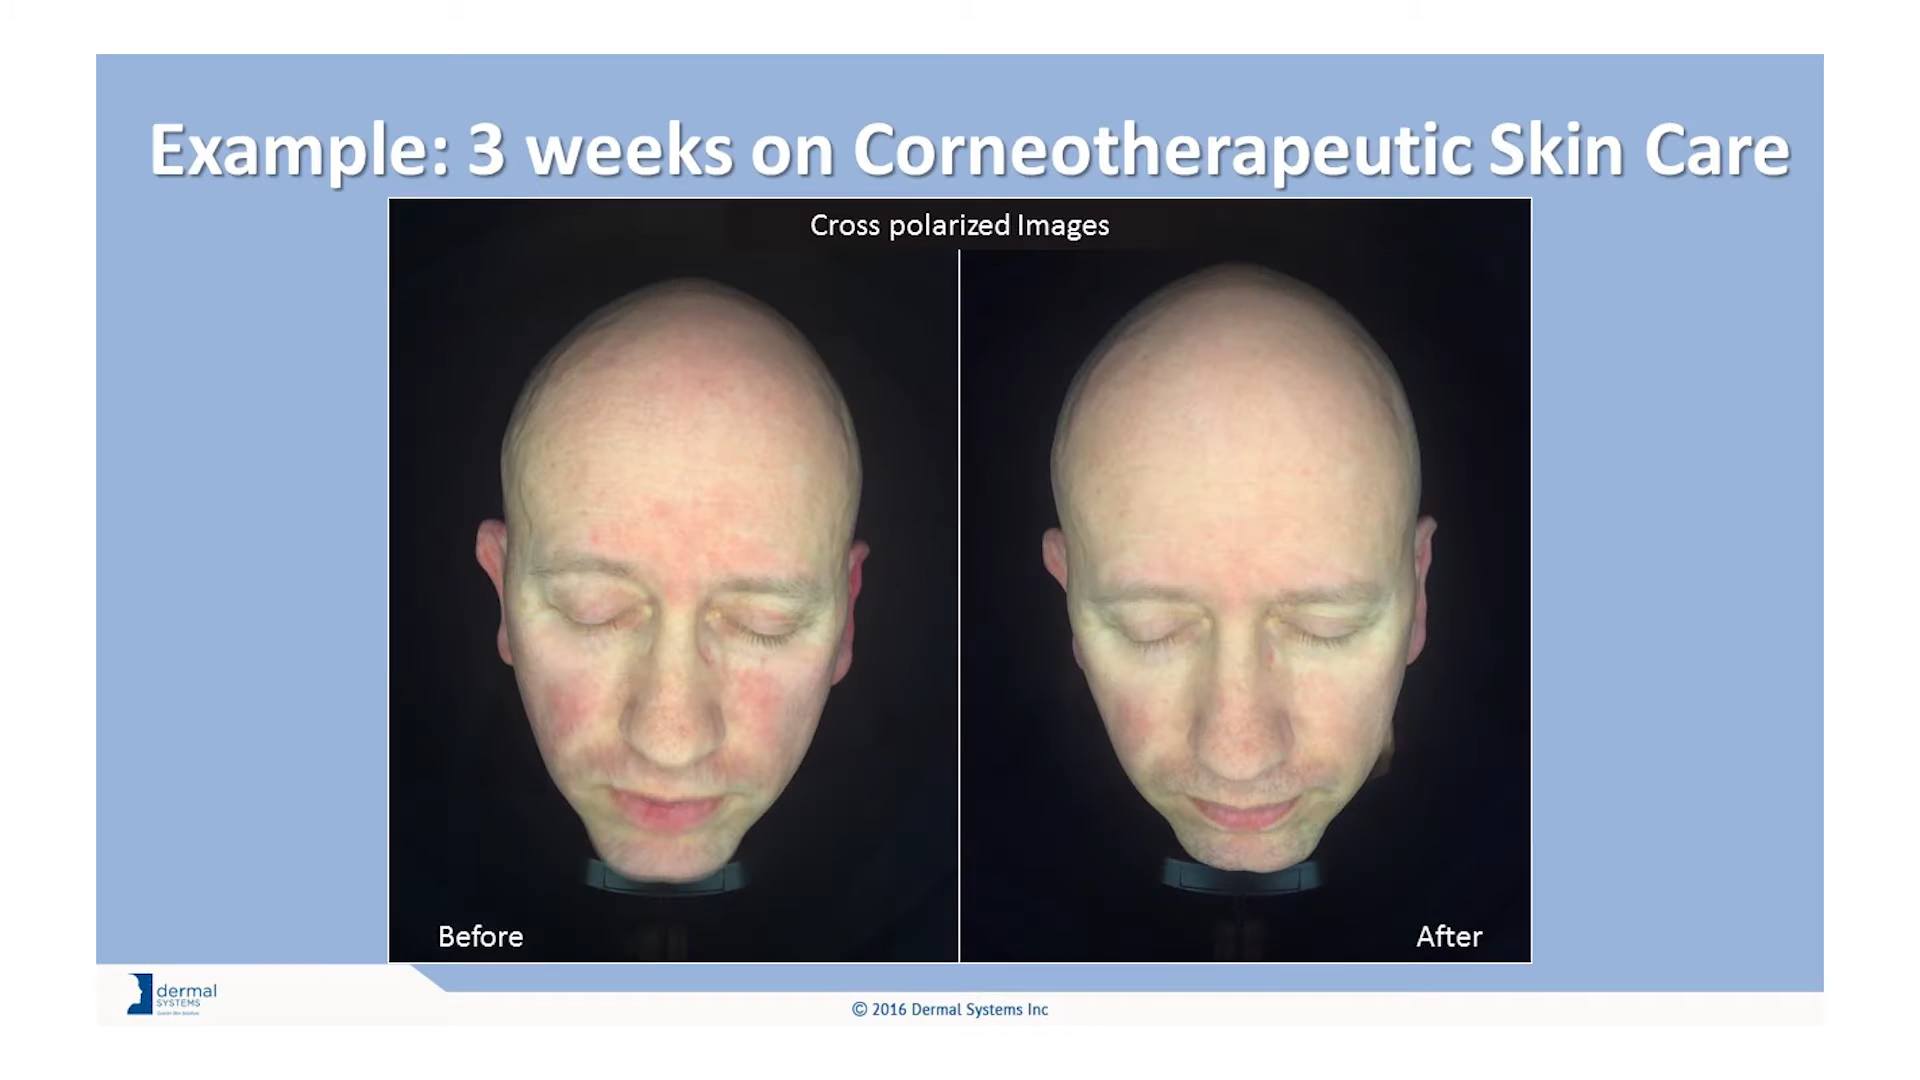 Example: 3 weeks on Corneotherapeutic Skin Care
Cross polarized Images
Before
After
dermal
SYSTEMS
© 2016 Dermal Systems Inc